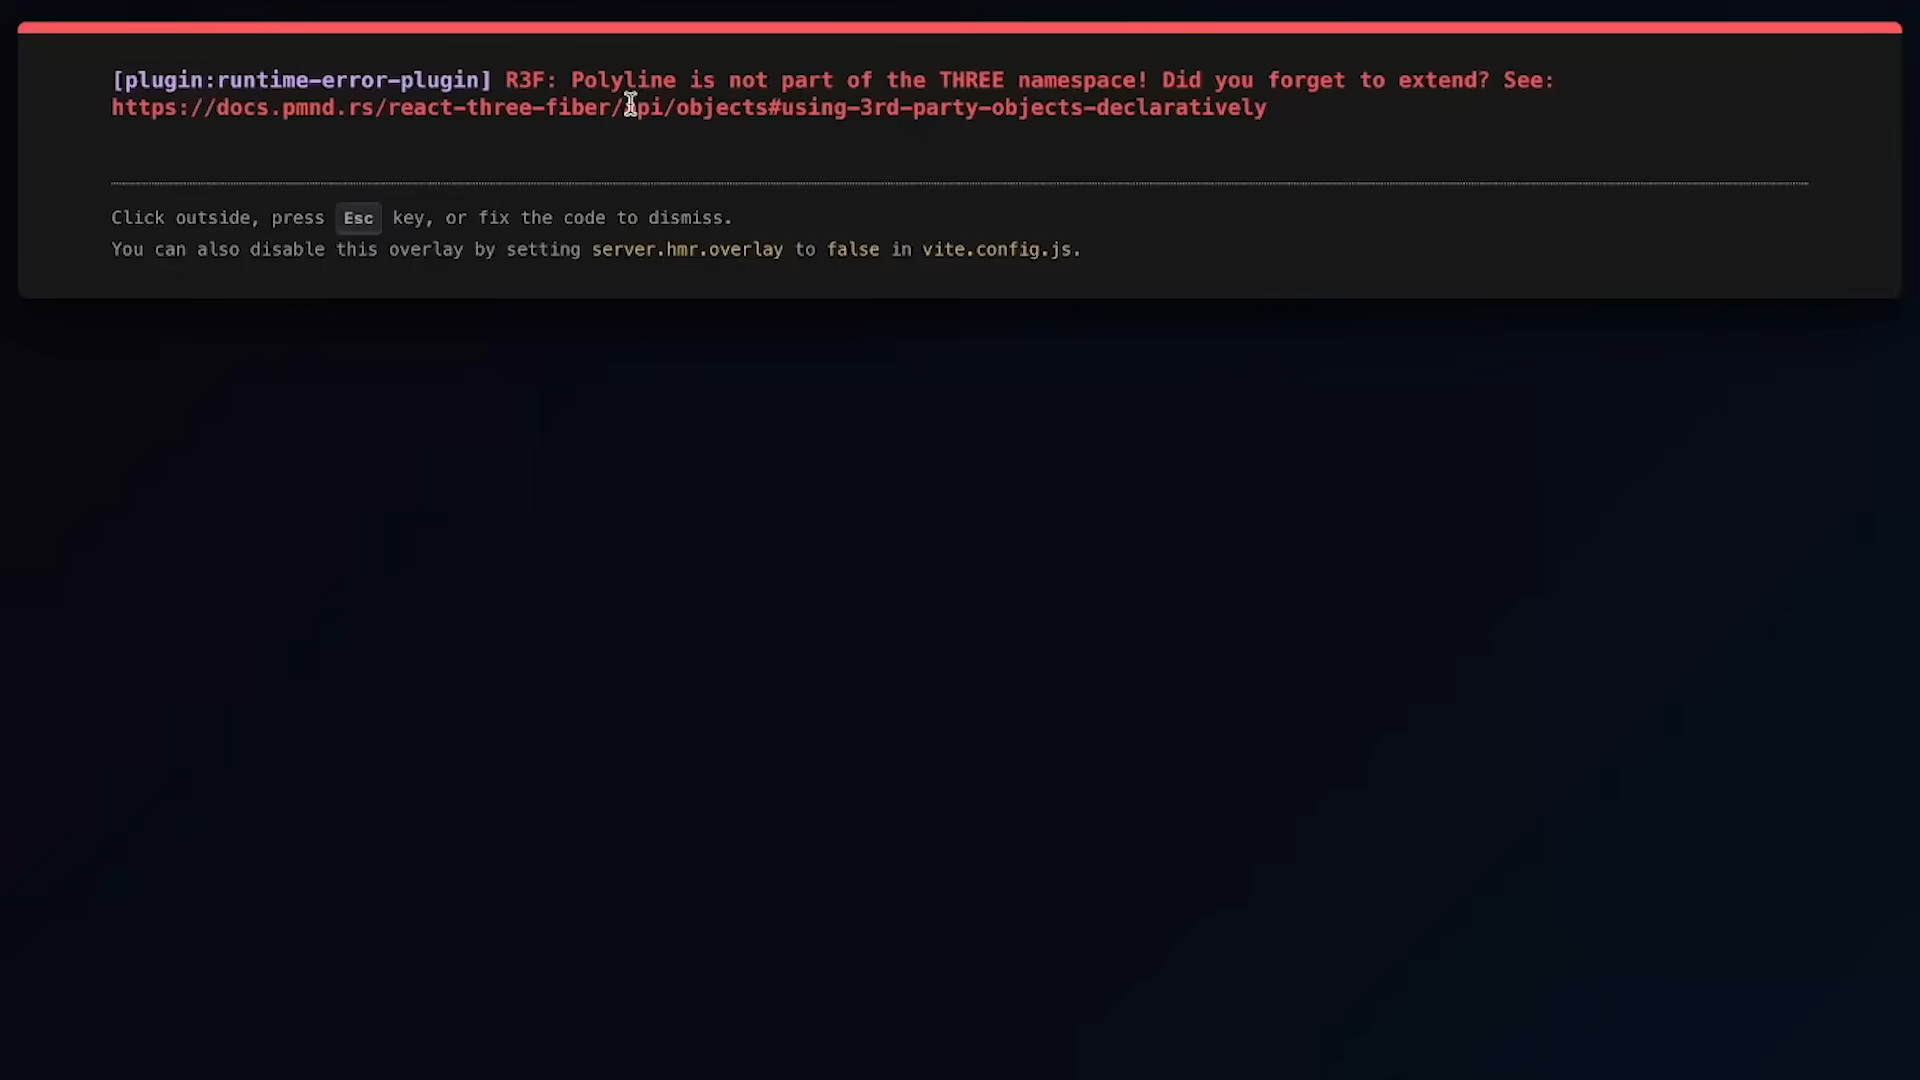 [plugin:runtime-error-plugin] R3F: Polyline is not part of the THREE namespace! Did you forget to extend? See:
https://docs.pmnd.rs/react-three-fiber/api/objects#using-3rd-party-objects-declaratively
Click outside, press Esc key, or fix the code to dismiss.
You can also disable this overlay by setting server.hmr.overlay to false in vite.config.js.